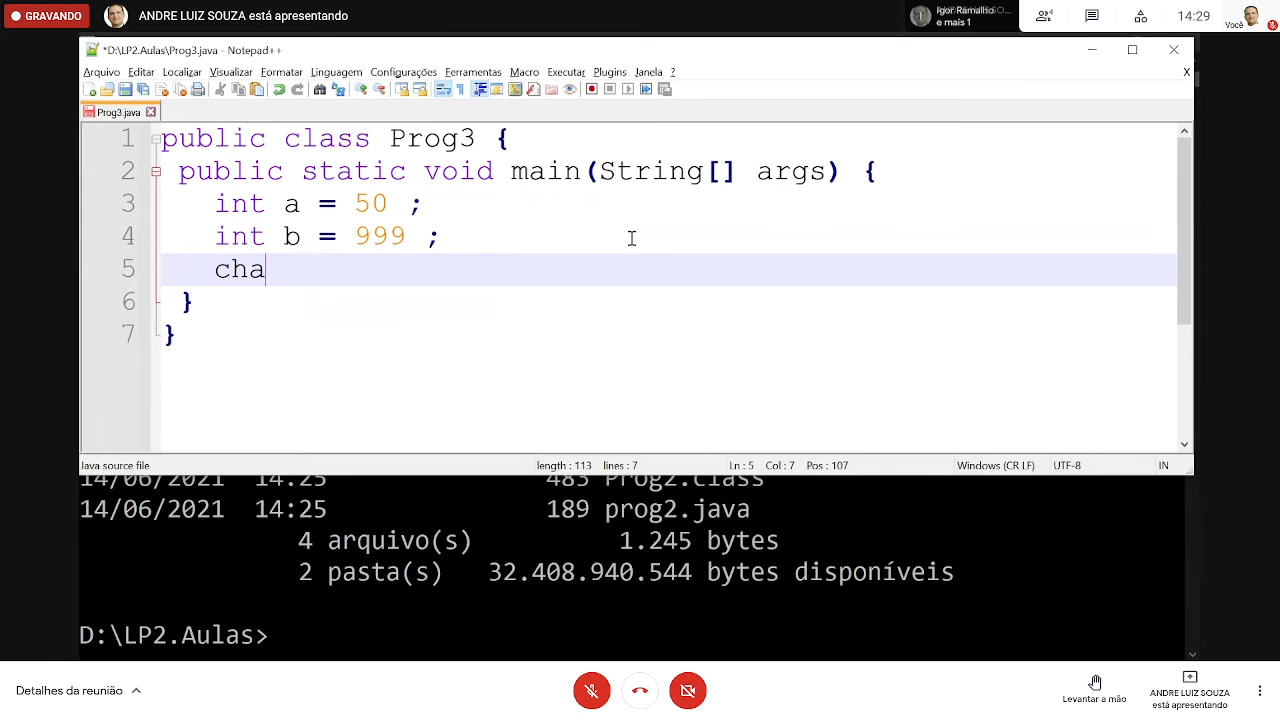 GRAVANDO
ANDRE LUIZ SOUZA está apresentando
e mais 1
4
14:29
Você
*D:\LP2.Aulas\Prog3.java - Notepad++
Arquivo Editar Localizar Visualizar Formatar Linguagem Configurações Ferramentas Macro Executar Plugins Janela ?
X
Prog3.java
1 public class Prog3 {
2 public static void main(String[] args) {
3 int a = 50 ;
4 int b = 999 ;
5 cha
6 }
7 }
Java source file length : 113 lines : 7 Ln : 5 Col : 7 Pos : 107 Windows (CR LF) UTF-8 IN
14/06/2021 14:25 483 Prog2.class
14/06/2021 14:25 189 prog2.java
4 arquivo(s) 1.245 bytes
2 pasta(s) 32.408.940.544 bytes disponíveis
D:\LP2.Aulas>
Detalhes da reunião
Levantar a mão
ANDRE LUIZ SOUZA
está apresentando